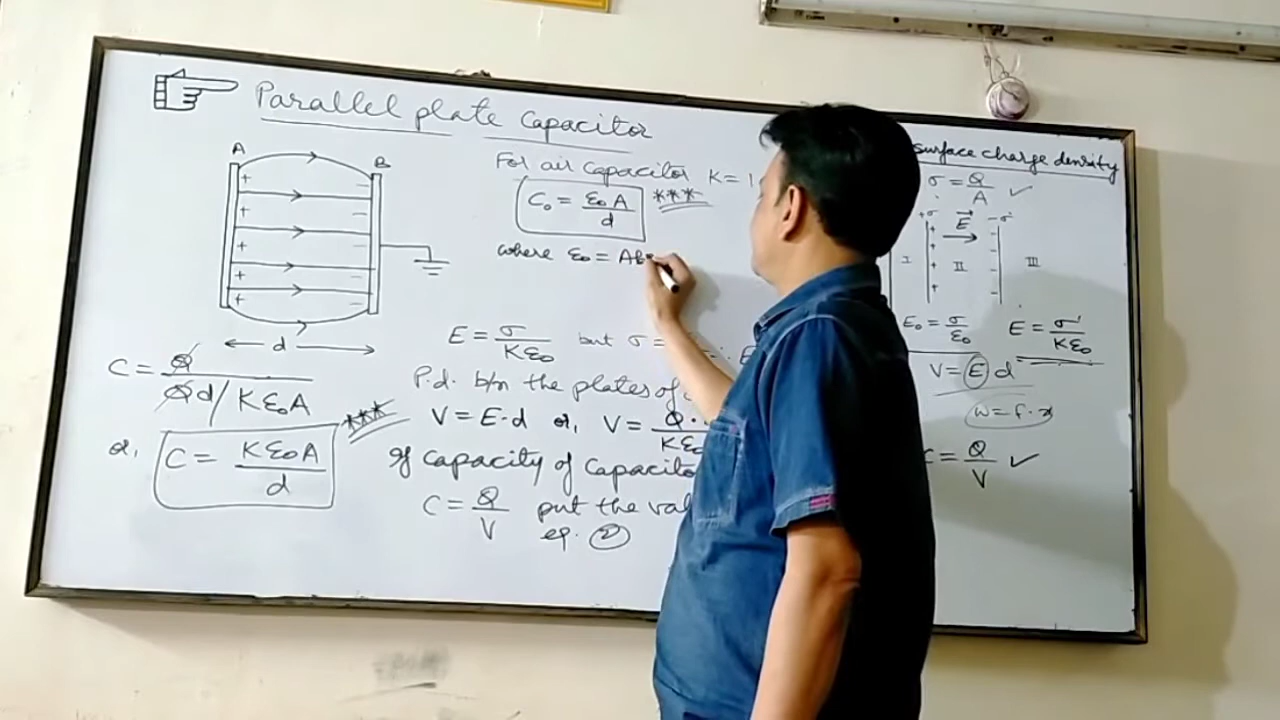 Parallel plate capacitor
A
B
+ -
+ -
+
+ -
+ -
d
C = Q / Qd/Kε₀A
or, C = Kε₀A/d ***
For air capacitor K = 1
C₀ = ε₀A/d ***
where ε₀ = Ab
E = σ/Kε₀ but σ =
P.d. b/n the plates of
V = E·d or, V = Q·/Kε₀
If capacity of capacitor
C = Q/V put the val
eq. ②
surface charge density
σ = Q/A ✓
+σ E⃗ -σ
I II III
E₀ = σ/ε₀ E = σ/Kε₀
V = E d
W = F·x
C = Q/V ✓